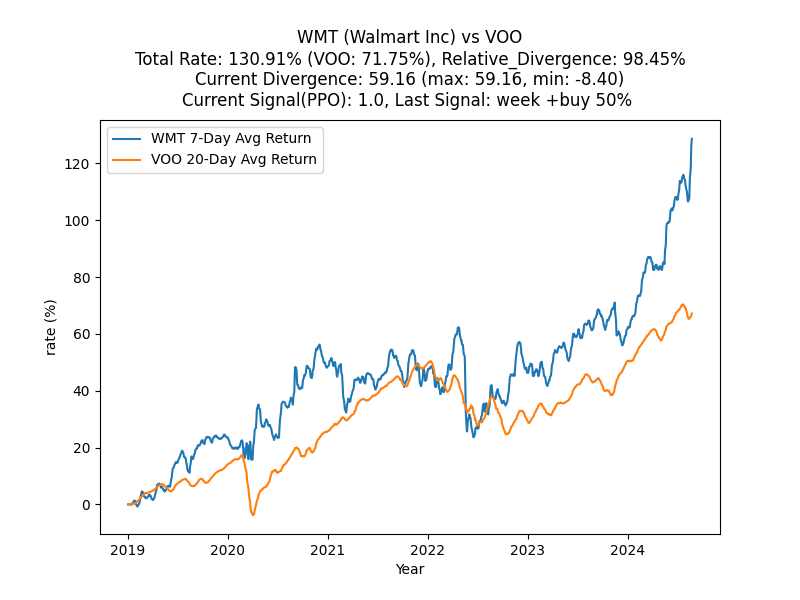 WMT (Walmart Inc) vs VOO
Total Rate: 130.91% (VOO: 71.75%), Relative_Divergence: 98.45%
Current Divergence: 59.16 (max: 59.16, min: -8.40)
Current Signal(PPO): 1.0, Last Signal: week +buy 50%
WMT 7-Day Avg Return
VOO 20-Day Avg Return
120
100
80
60
40
20
0
rate (%)
2019 2020 2021 2022 2023 2024
Year